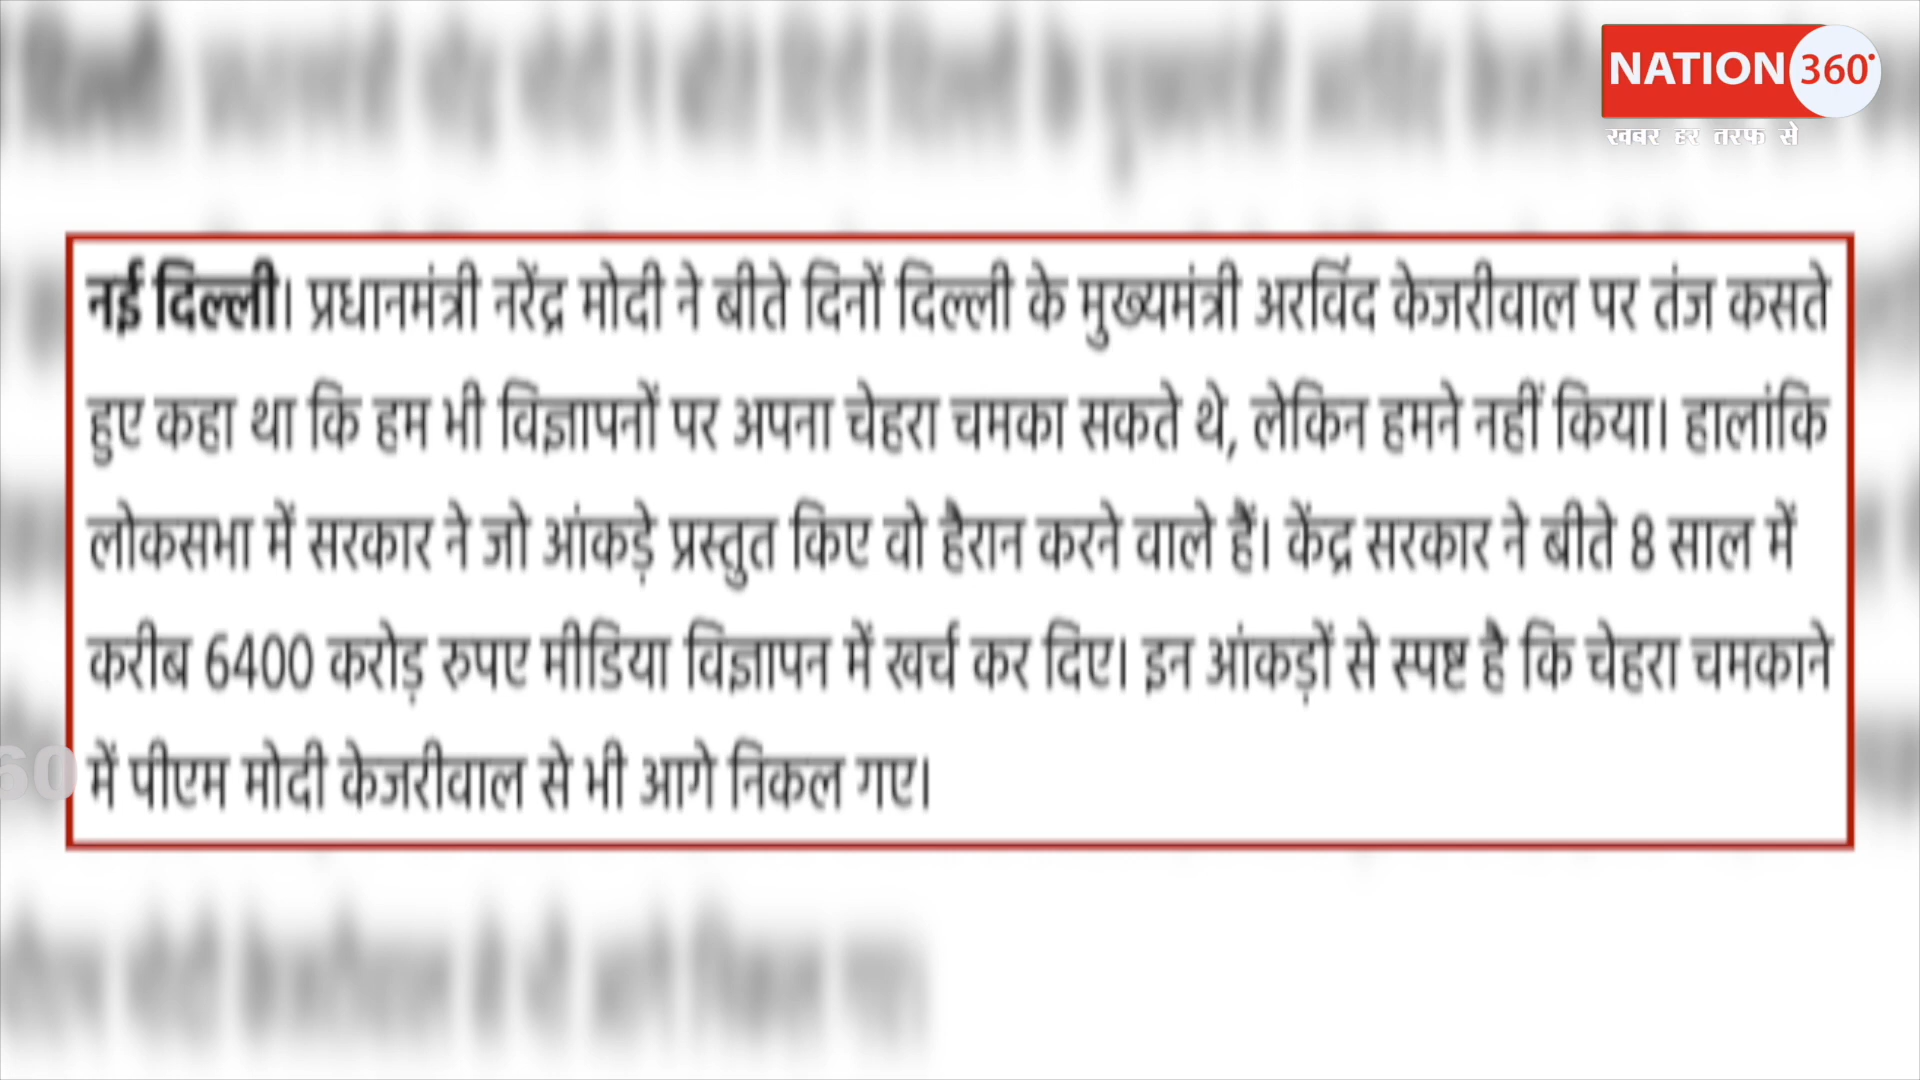 NATION 360°
खबर हर तरफ से
नई दिल्ली। प्रधानमंत्री नरेंद्र मोदी ने बीते दिनों दिल्ली के मुख्यमंत्री अरविंद केजरीवाल पर तंज कसते
हुए कहा था कि हम भी विज्ञापनों पर अपना चेहरा चमका सकते थे, लेकिन हमने नहीं किया। हालांकि
लोकसभा में सरकार ने जो आंकड़े प्रस्तुत किए वो हैरान करने वाले हैं। केंद्र सरकार ने बीते 8 साल में
करीब 6400 करोड़ रुपए मीडिया विज्ञापन में खर्च कर दिए। इन आंकड़ों से स्पष्ट है कि चेहरा चमकाने
60 में पीएम मोदी केजरीवाल से भी आगे निकल गए।